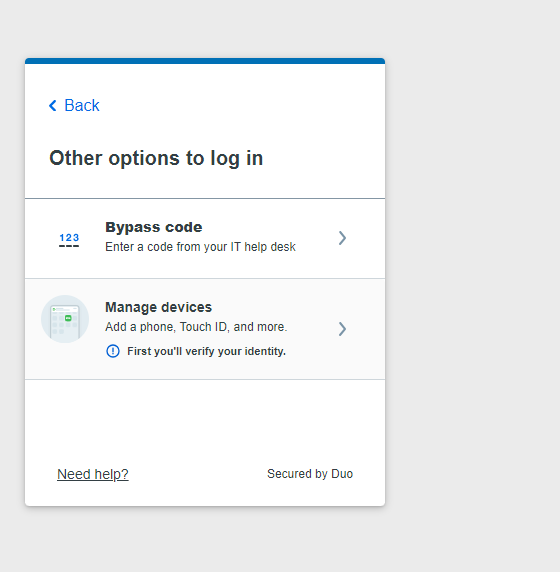 Back
Other options to log in
123
Bypass code
Enter a code from your IT help desk
Manage devices
Add a phone, Touch ID, and more.
First you'll verify your identity.
Need help?
Secured by Duo